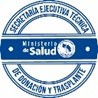 SECRETARÍA EJECUTIVA TÉCNICA
Ministerio
de Salud
DE DONACIÓN Y TRASPLANTE